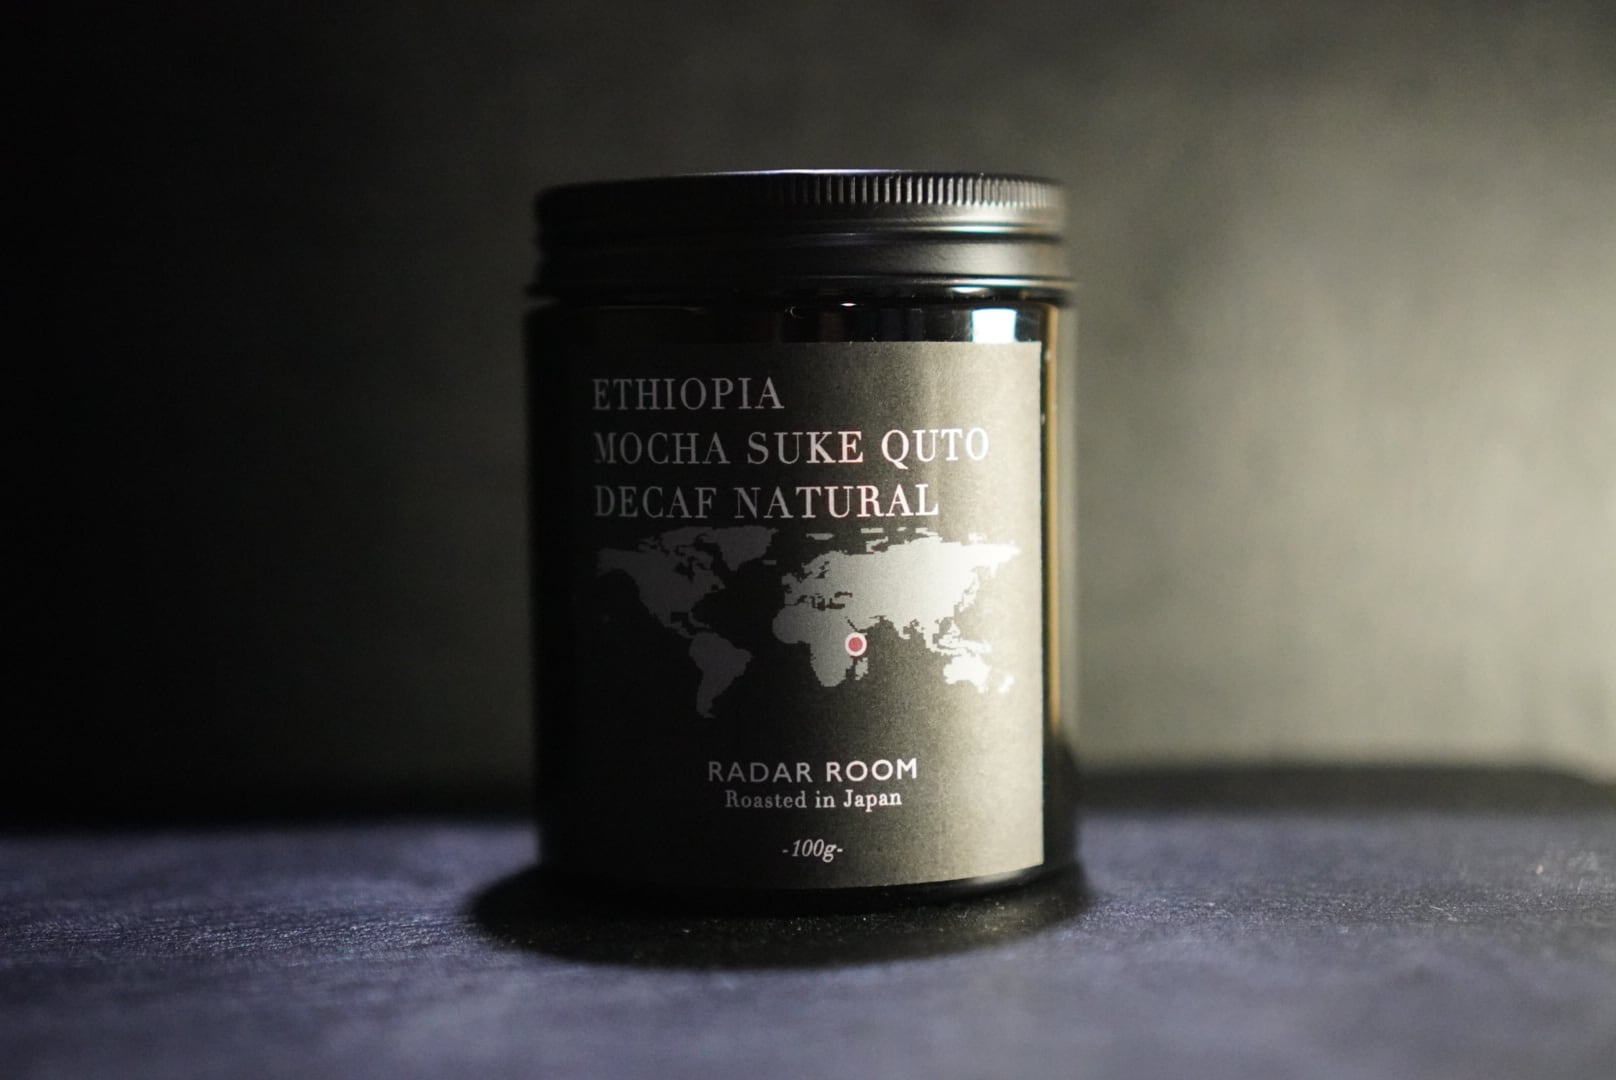 ETHIOPIA
MOCHA SUKE QUTO
DECAF NATURAL
RADAR ROOM
Roasted in Japan
-100g-